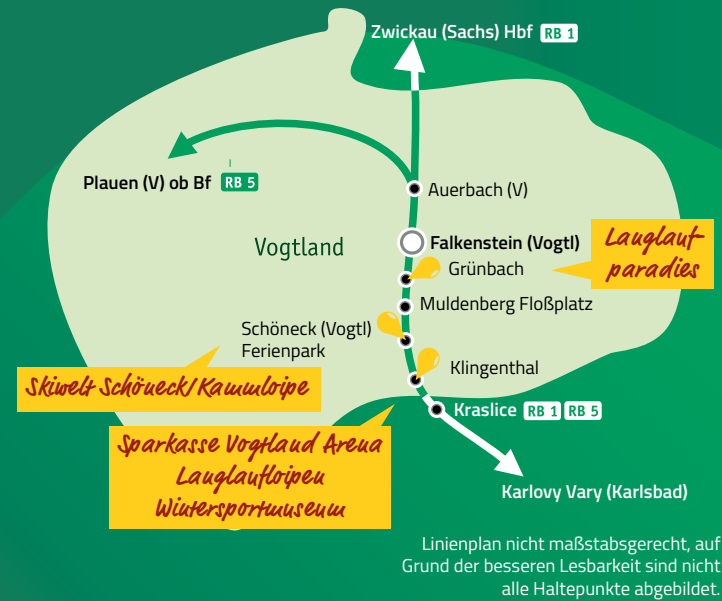 Zwickau (Sachs) Hbf RB 1
Plauen (V) ob Bf RB 5
Auerbach (V)
Vogtland
Falkenstein (Vogtl)
Langlauf-
paradies
Grünbach
Muldenberg Floßplatz
Schöneck (Vogtl)
Ferienpark
Klingenthal
Skiwelt Schöneck/Kammloipe
Kraslice RB 1 RB 5
Sparkasse Vogtland Arena
Langlaufloipen
Wintersportmuseum
Karlovy Vary (Karlsbad)
Linienplan nicht maßstabsgerecht, auf
Grund der besseren Lesbarkeit sind nicht
alle Haltepunkte abgebildet.